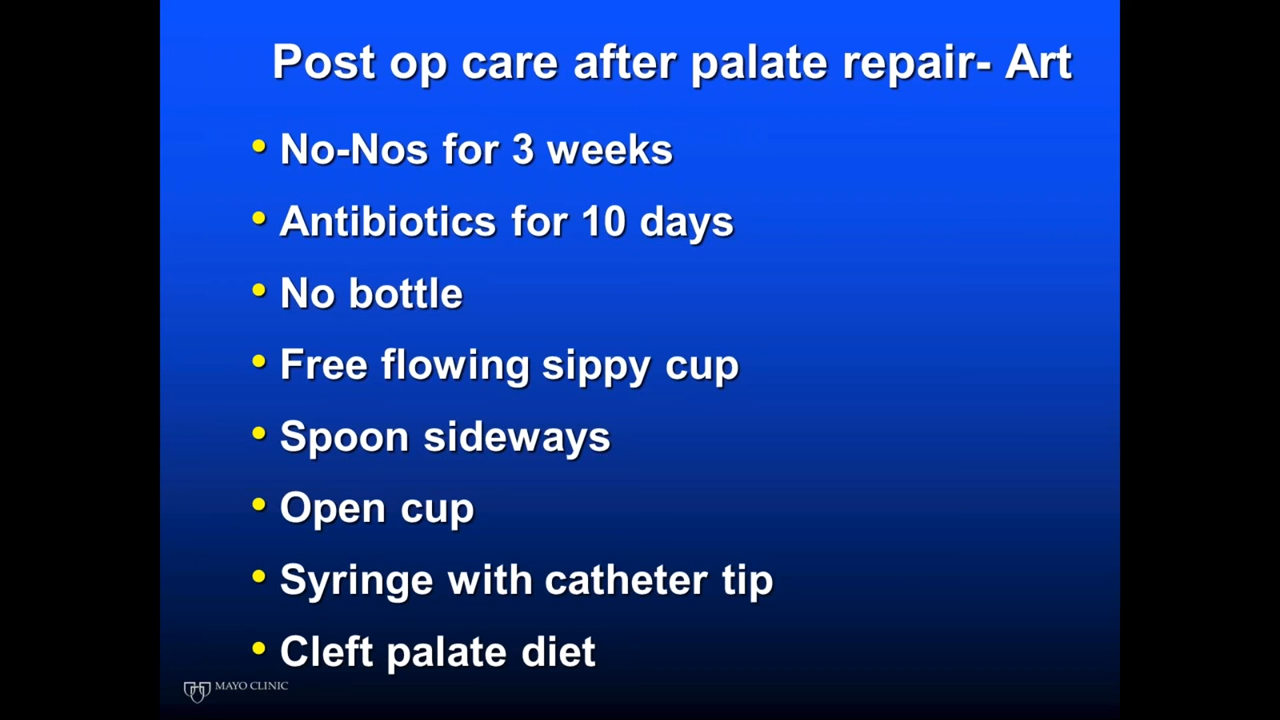 Post op care after palate repair- Art
• No-Nos for 3 weeks
• Antibiotics for 10 days
• No bottle
• Free flowing sippy cup
• Spoon sideways
• Open cup
• Syringe with catheter tip
• Cleft palate diet
MAYO CLINIC